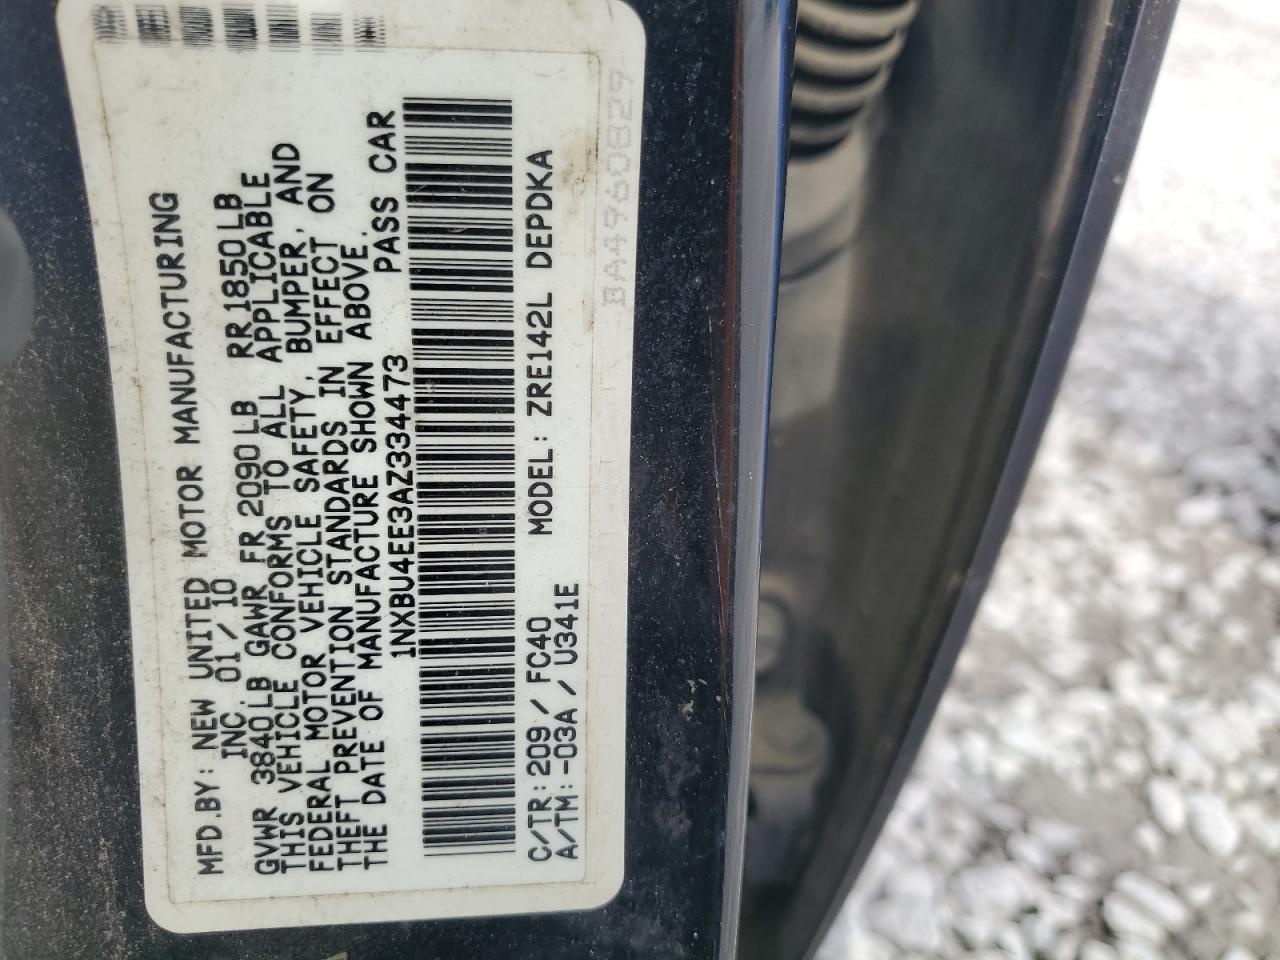 MFD.BY: NEW UNITED MOTOR MANUFACTURING
INC. 01/10
GVWR 3840LB GAWR FR 2090LB RR 1850LB
THIS VEHICLE CONFORMS TO ALL APPLICABLE
FEDERAL MOTOR VEHICLE SAFETY, BUMPER, AND
THEFT PREVENTION STANDARDS IN EFFECT ON
THE DATE OF MANUFACTURE SHOWN ABOVE.
1NXBU4EE3AZ334473 PASS CAR
C/TR:209/FC40 MODEL: ZRE142L DEPDKA
A/TM:-03A/U341E
BA4960829